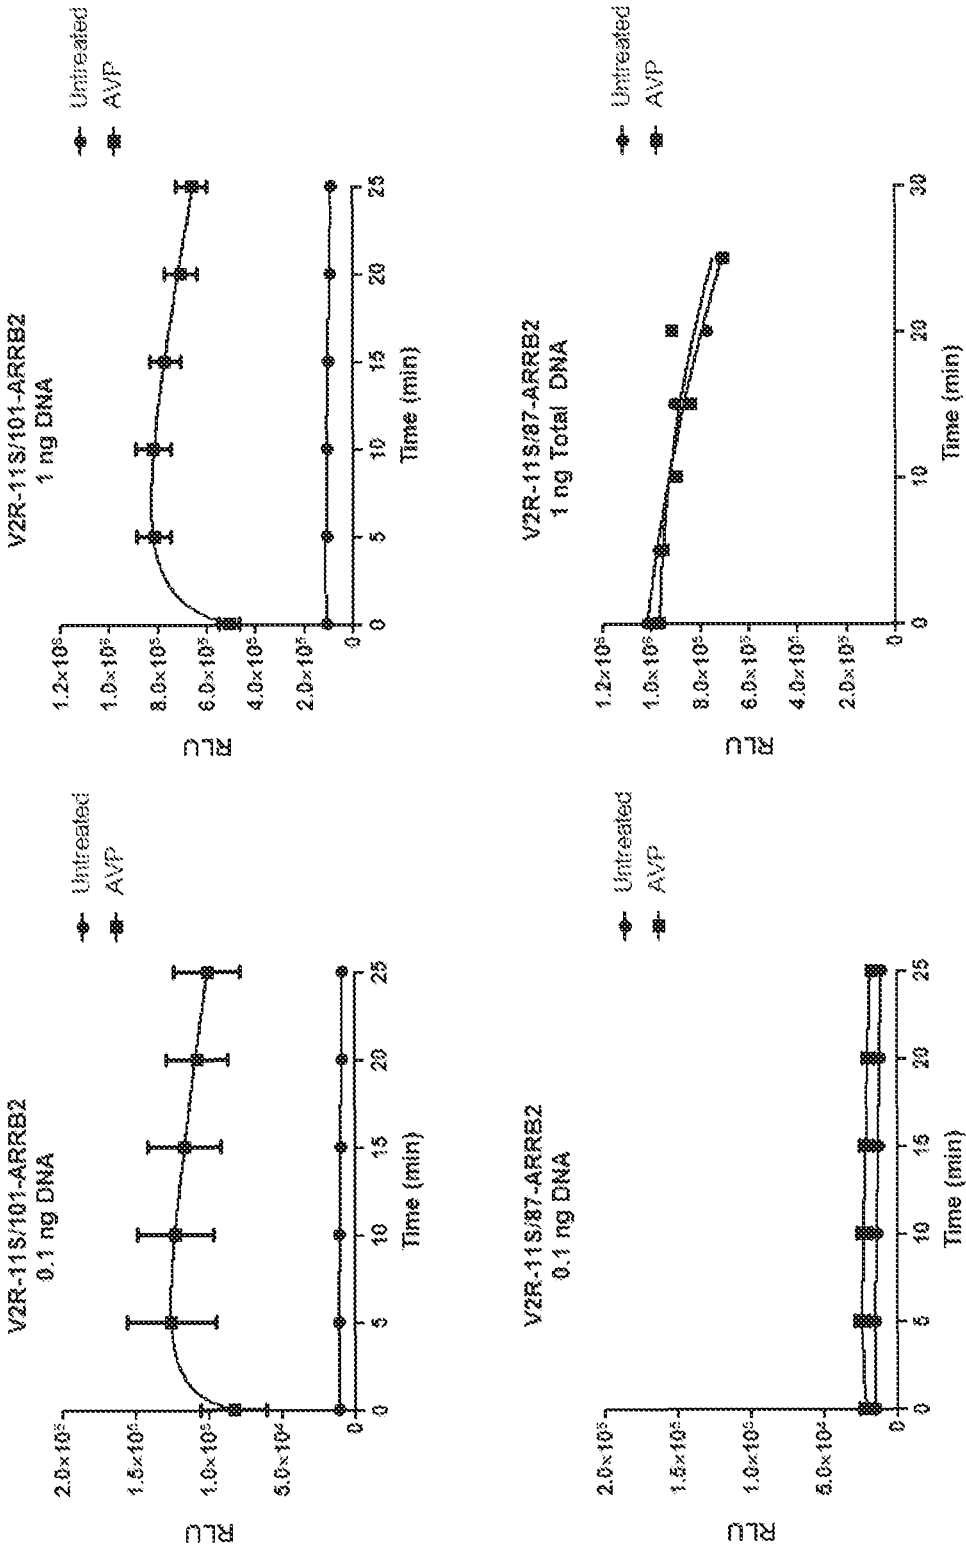 V2R-11S/101-ARRB2
0.1 ng DNA
RLU
2.0×10⁵
1.5×10⁵
1.0×10⁵
5.0×10⁴
0
0 5 10 15 20 25
Time (min)
Untreated
AVP
V2R-11S/101-ARRB2
1 ng DNA
RLU
1.2×10⁶
1.0×10⁶
8.0×10⁵
6.0×10⁵
4.0×10⁵
2.0×10⁵
0
0 5 10 15 20 25
Time (min)
Untreated
AVP
V2R-11S/87-ARRB2
0.1 ng DNA
RLU
2.0×10⁵
1.5×10⁵
1.0×10⁵
5.0×10⁴
0
0 5 10 15 20 25
Time (min)
Untreated
AVP
V2R-11S/87-ARRB2
1 ng Total DNA
RLU
1.2×10⁶
1.0×10⁶
8.0×10⁵
6.0×10⁵
4.0×10⁵
2.0×10⁵
0
0 10 20 30
Time (min)
Untreated
AVP